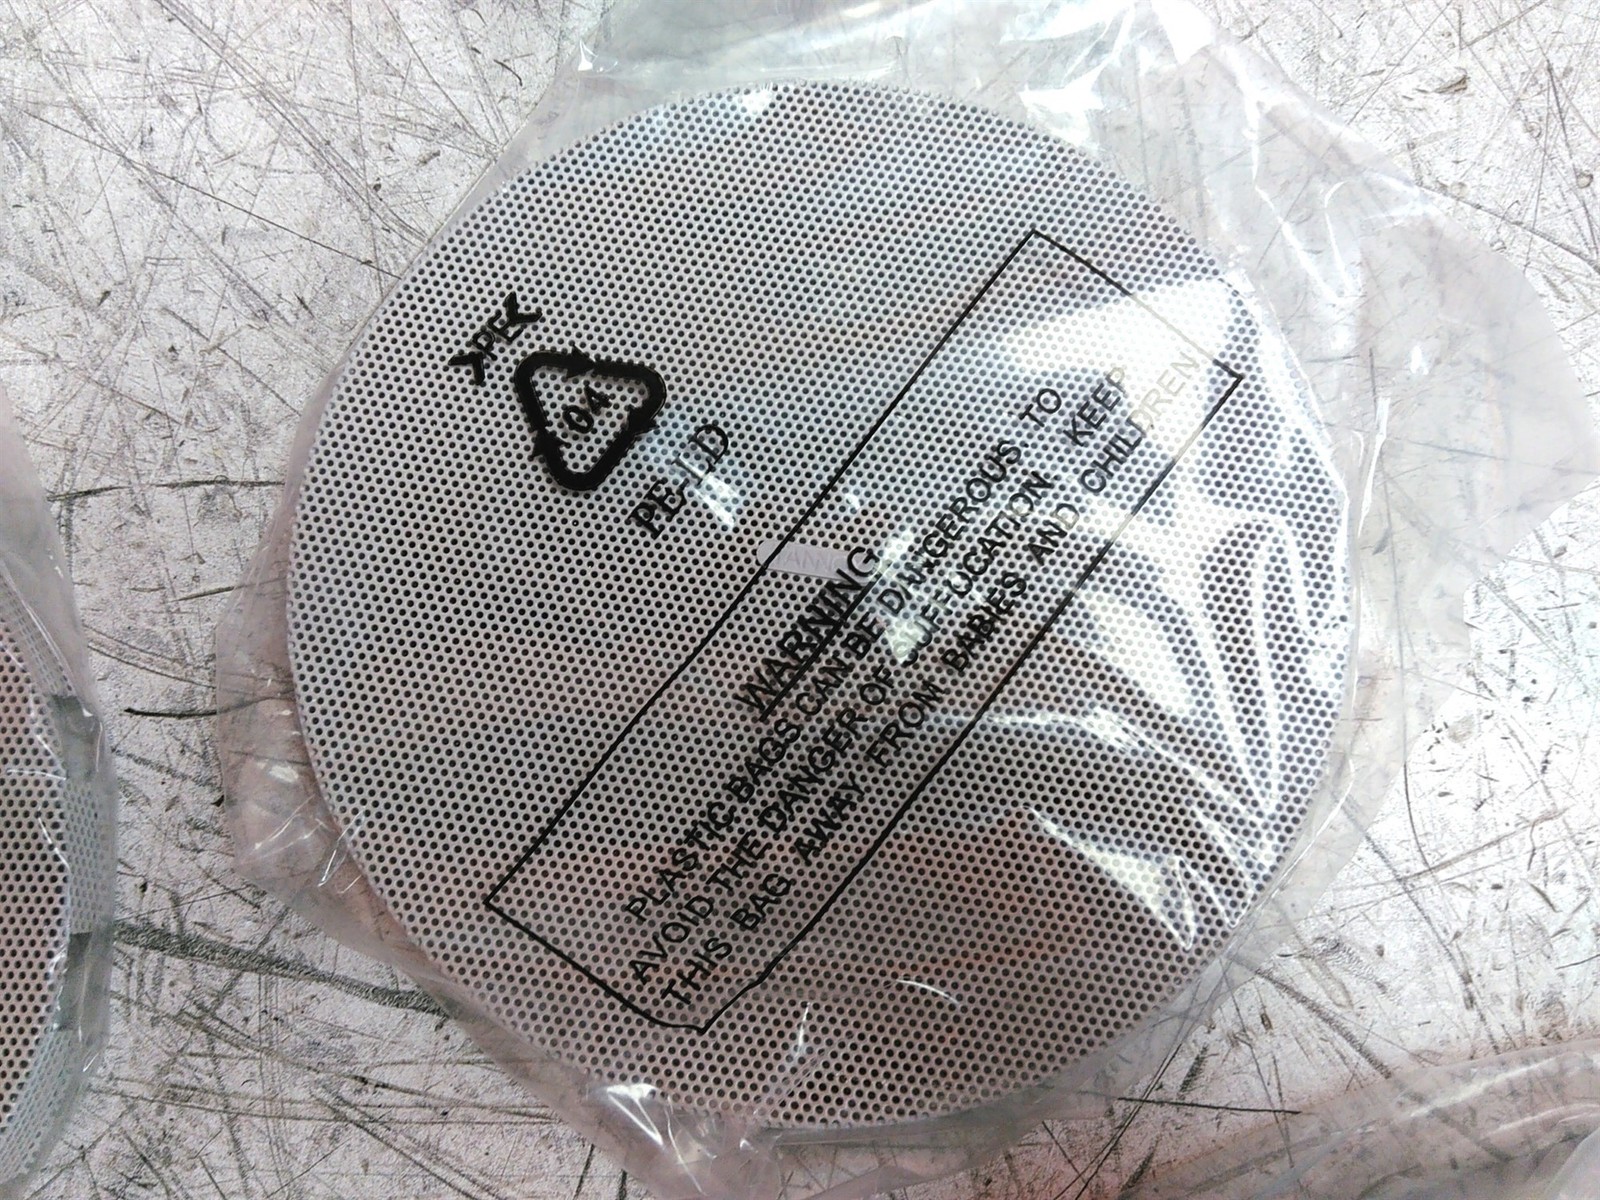 >PE<
04
PE-LD
WARNING
PLASTIC BAGS CAN BE DANGEROUS. TO
AVOID THE DANGER OF SUFFOCATION KEEP
THIS BAG AWAY FROM BABIES AND CHILDREN